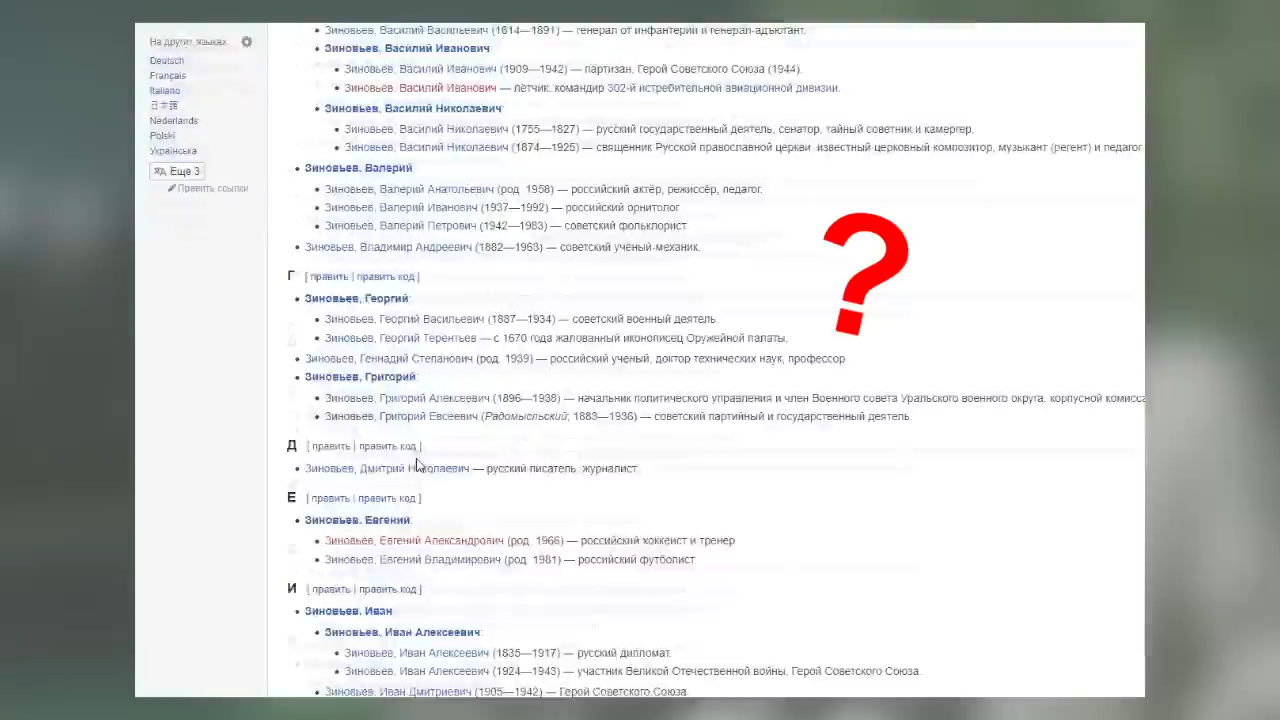 На других языках
Deutsch
Français
Italiano
日本語
Nederlands
Polski
Українська
Ещё 3
Править ссылки
Зиновьев, Василий Васильевич (1814—1891) — генерал от инфантерии и генерал-адъютант.
Зиновьев, Василий Иванович
Зиновьев, Василий Иванович (1909—1942) — партизан, Герой Советского Союза (1944).
Зиновьев, Василий Иванович — лётчик, командир 302-й истребительной авиационной дивизии.
Зиновьев, Василий Николаевич:
Зиновьев, Василий Николаевич (1755—1827) — русский государственный деятель, сенатор, тайный советник и камергер.
Зиновьев, Василий Николаевич (1874—1925) — священник Русской православной церкви, известный церковный композитор, музыкант (регент) и педагог
Зиновьев, Валерий
Зиновьев, Валерий Анатольевич (род. 1958) — российский актёр, режиссёр, педагог.
Зиновьев, Валерий Иванович (1937—1992) — российский орнитолог
Зиновьев, Валерий Петрович (1942—1983) — советский фольклорист.
Зиновьев, Владимир Андреевич (1882—1963) — советский учёный-механик.
Г [ править | править код ]
Зиновьев, Георгий:
Зиновьев, Георгий Васильевич (1887—1934) — советский военный деятель.
Зиновьев, Георгий Терентьев — с 1670 года жалованный иконописец Оружейной палаты.
Зиновьев, Геннадий Степанович (род. 1939) — российский ученый, доктор технических наук, профессор
Зиновьев, Григорий:
Зиновьев, Григорий Алексеевич (1896—1938) — начальник политического управления и член Военного совета Уральского военного округа, корпусной комисса
Зиновьев, Григорий Евсеевич (Радомысльский; 1883—1936) — советский партийный и государственный деятель.
Д [ править | править код ]
Зиновьев, Дмитрий Николаевич — русский писатель, журналист.
Е [ править | править код ]
Зиновьев, Евгений:
Зиновьев, Евгений Александрович (род. 1966) — российский хоккеист и тренер
Зиновьев, Евгений Владимирович (род. 1981) — российский футболист.
И [ править | править код ]
Зиновьев, Иван
Зиновьев, Иван Алексеевич:
Зиновьев, Иван Алексеевич (1835—1917) — русский дипломат.
Зиновьев, Иван Алексеевич (1924—1943) — участник Великой Отечественной войны, Герой Советского Союза.
Зиновьев, Иван Дмитриевич (1905—1942) — Герой Советского Союза.
?